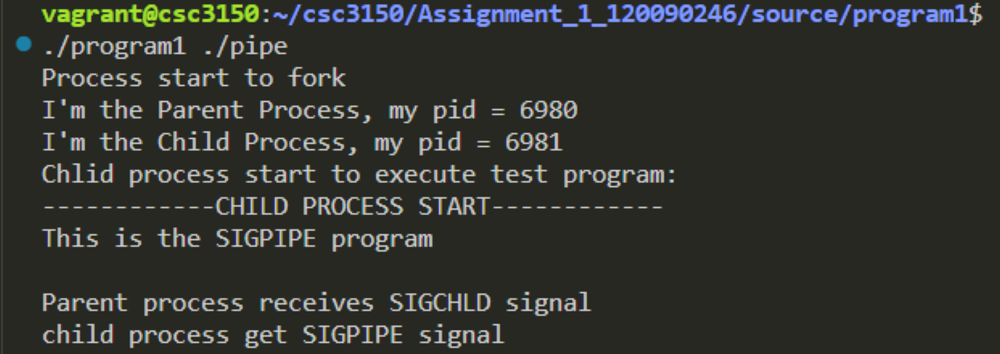 vagrant@csc3150:~/csc3150/Assignment_1_120090246/source/program1$
./program1 ./pipe
Process start to fork
I'm the Parent Process, my pid = 6980
I'm the Child Process, my pid = 6981
Chlid process start to execute test program:
------------CHILD PROCESS START------------
This is the SIGPIPE program
Parent process receives SIGCHLD signal
child process get SIGPIPE signal